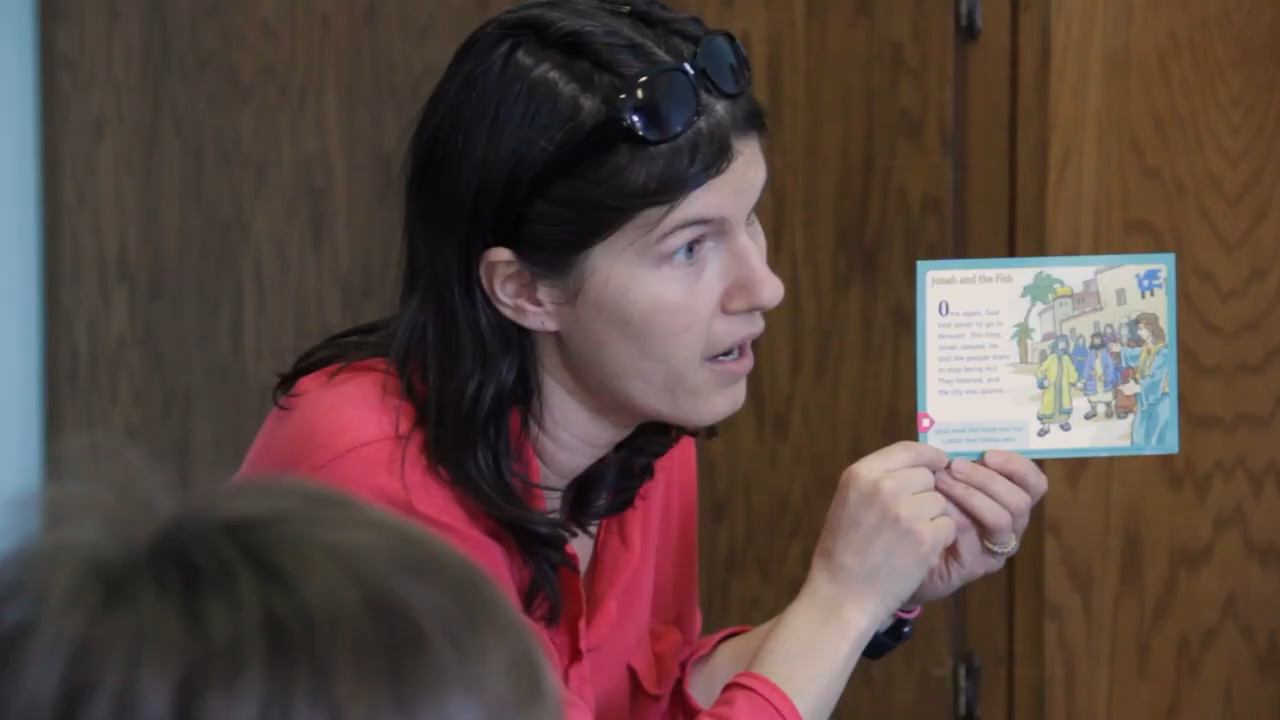 Jonah and the Fish
Once again, God
told Jonah to go to
Nineveh. This time,
Jonah obeyed. He
told the people there
to stop being evil.
They listened, and
the city was spared.